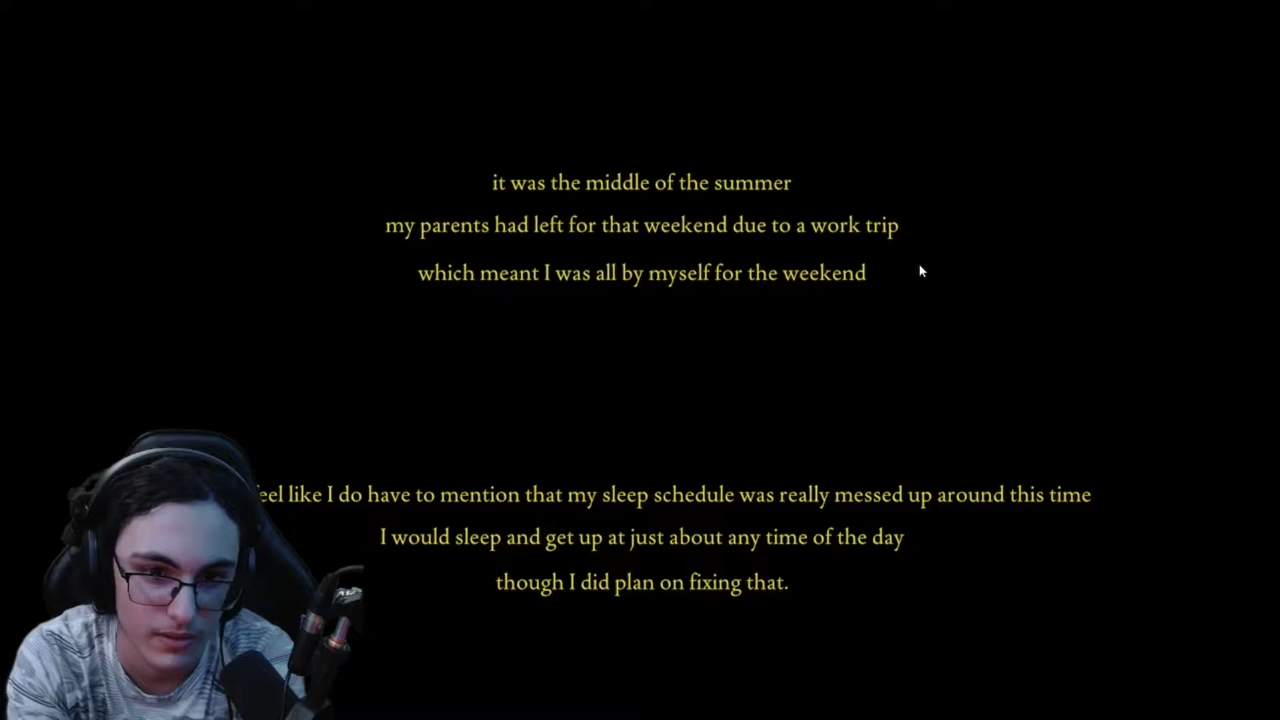 it was the middle of the summer
my parents had left for that weekend due to a work trip
which meant I was all by myself for the weekend
like I do have to mention that my sleep schedule was really messed up around this time
I would sleep and get up at just about any time of the day
though I did plan on fixing that.